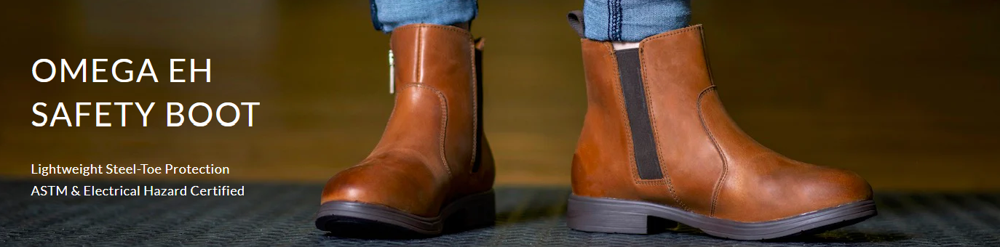 OMEGA EH
SAFETY BOOT
Lightweight Steel-Toe Protection
ASTM & Electrical Hazard Certified